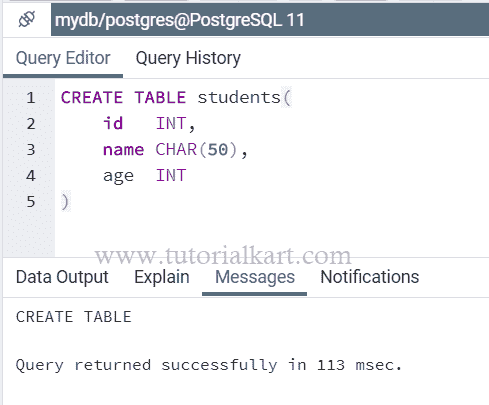 mydb/postgres@PostgreSQL 11
Query Editor Query History
1 CREATE TABLE students(
2 id INT,
3 name CHAR(50),
4 age INT
5 )
www.tutorialkart.com
Data Output Explain Messages Notifications
CREATE TABLE
Query returned successfully in 113 msec.